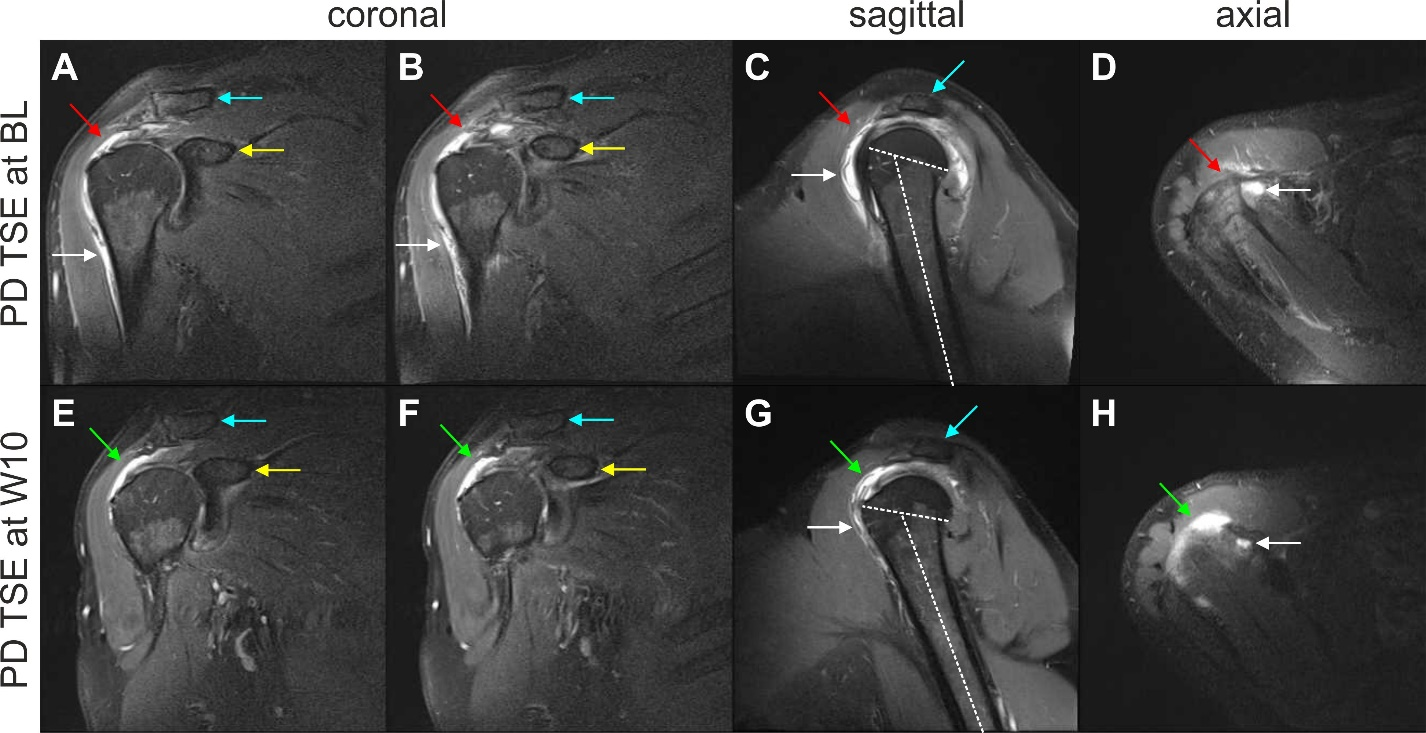 coronal
sagittal
axial
PD TSE at BL
A
B
C
D
PD TSE at W10
E
F
G
H